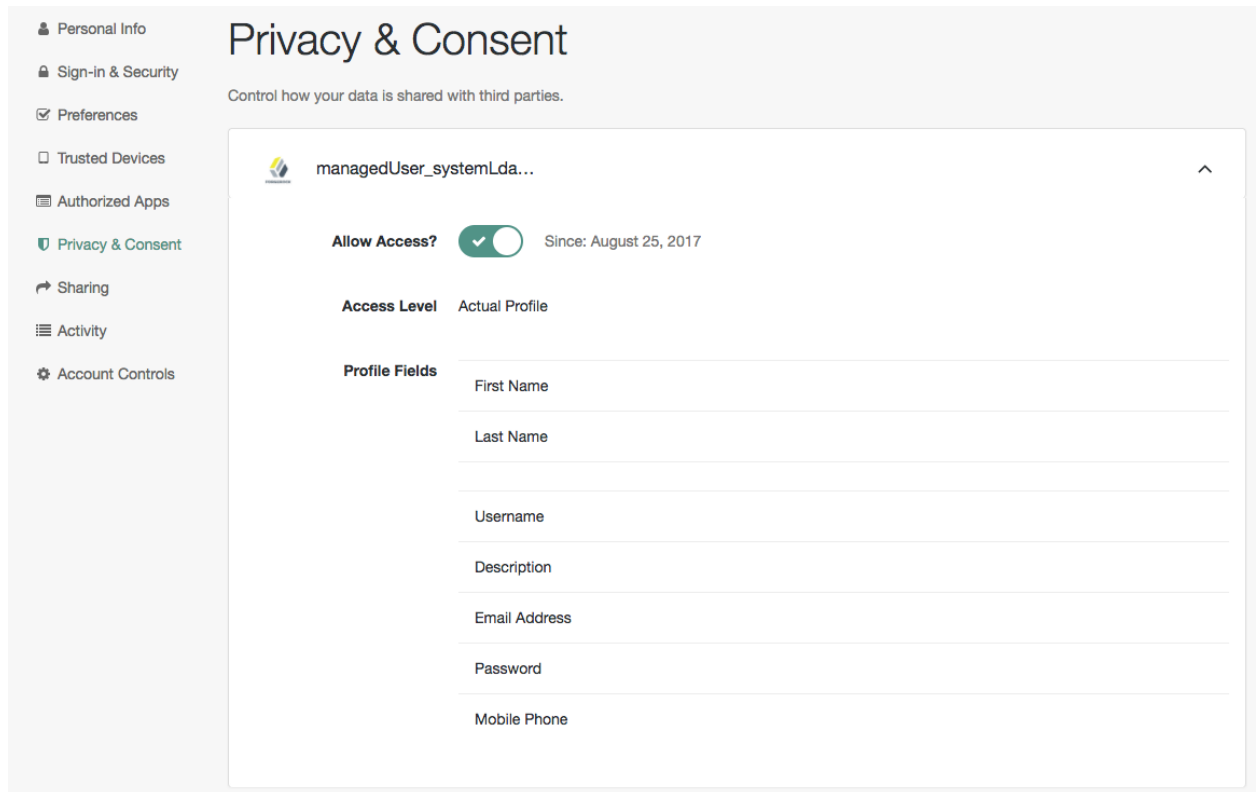 Personal Info
Sign-in & Security
Preferences
Trusted Devices
Authorized Apps
Privacy & Consent
Sharing
Activity
Account Controls
Privacy & Consent
Control how your data is shared with third parties.
managedUser_systemLda...
Allow Access? Since: August 25, 2017
Access Level Actual Profile
Profile Fields
First Name
Last Name
Username
Description
Email Address
Password
Mobile Phone